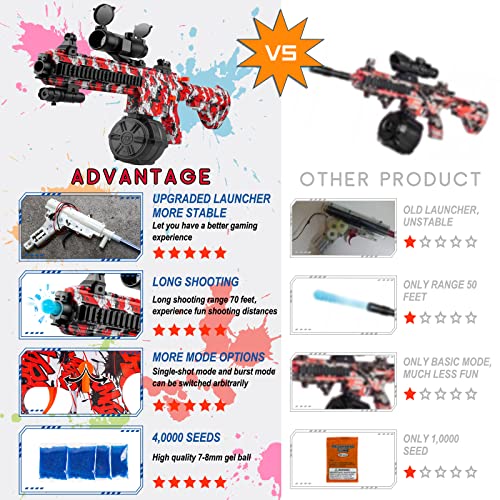 VS
ADVANTAGE
OTHER PRODUCT
UPGRADED LAUNCHER
MORE STABLE
Let you have a better gaming
experience
OLD LAUNCHER,
UNSTABLE
LONG SHOOTING
Long shooting range 70 feet,
experience fun shooting distances
ONLY RANGE 50
FEET
MORE MODE OPTIONS
Single-shot mode and burst mode
can be switched arbitrarily
ONLY BASIC MODE,
MUCH LESS FUN
4,0000 SEEDS
High quality 7-8mm gel ball
ONLY 1,0000
SEED